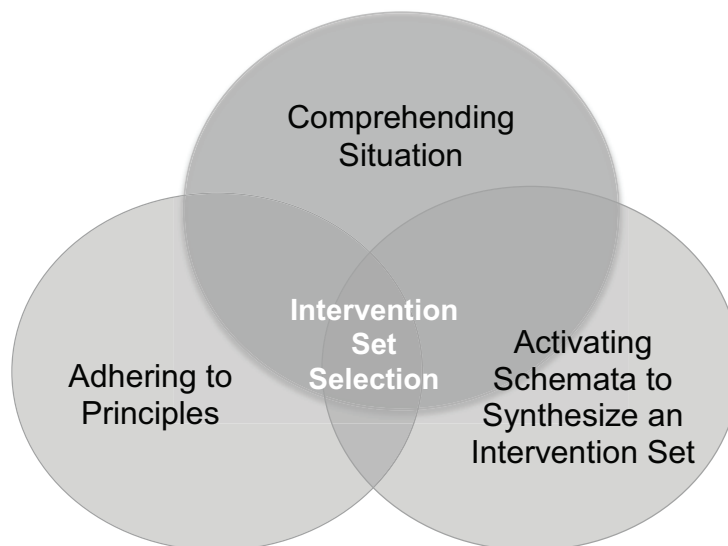 Comprehending
Situation
Intervention
Set
Selection
Adhering to
Principles
Activating
Schemata to
Synthesize an
Intervention Set